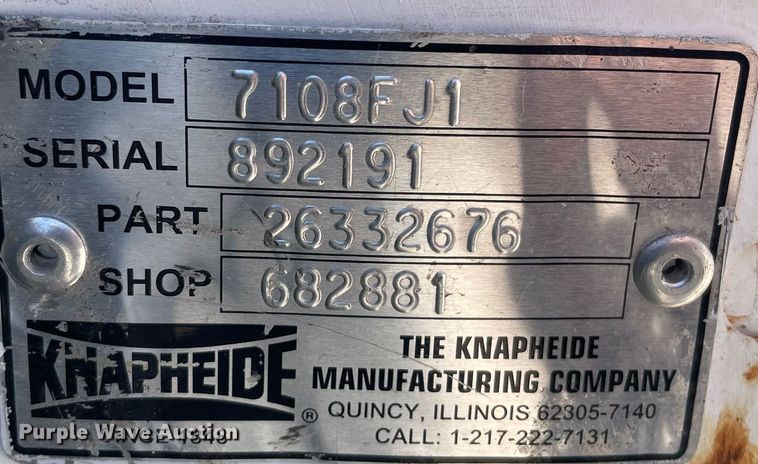 MODEL 7108FJ1
SERIAL 892191
PART 26332676
SHOP 682881
KNAPHEIDE ®
THE KNAPHEIDE
MANUFACTURING COMPANY
QUINCY, ILLINOIS 62305-7140
CALL: 1-217-222-7131
Purple Wave Auction